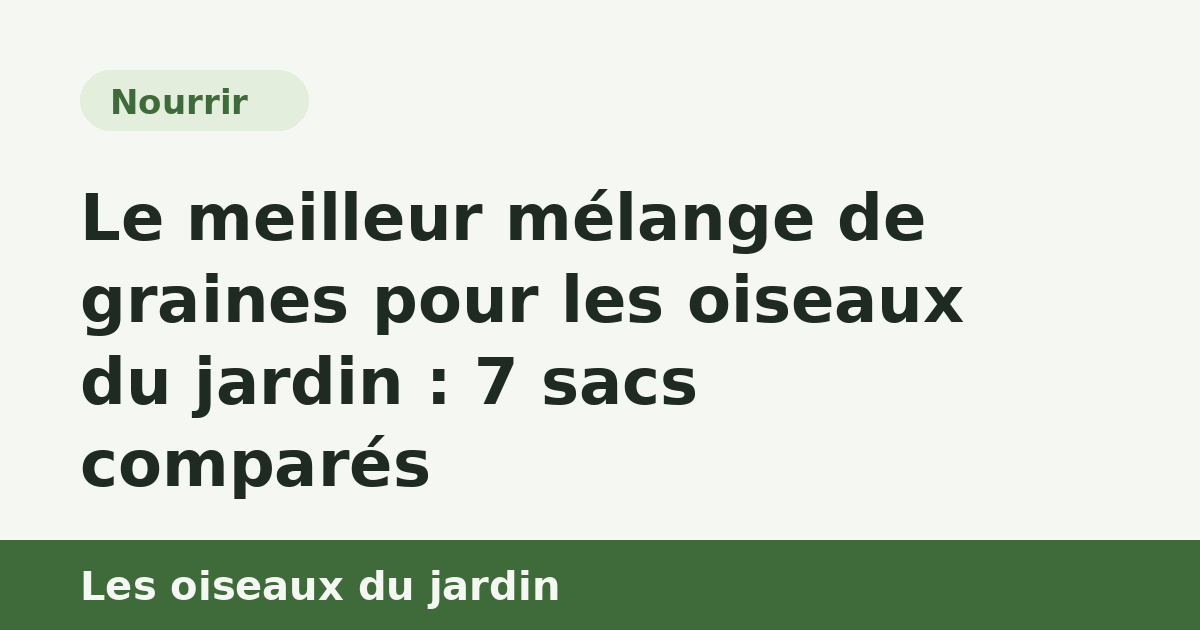 Nourrir
Le meilleur mélange de
graines pour les oiseaux
du jardin : 7 sacs
comparés
Les oiseaux du jardin